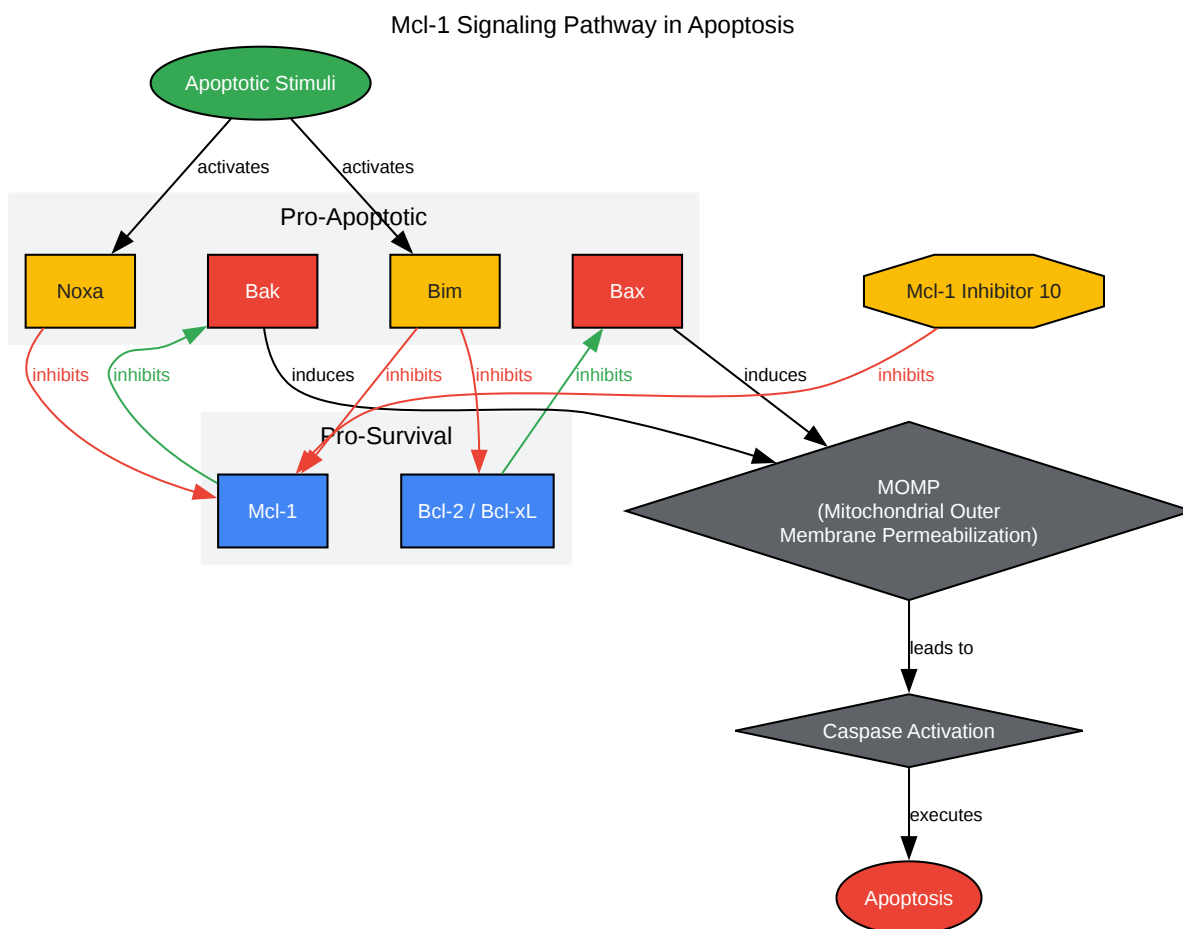 Mcl-1 Signaling Pathway in Apoptosis
Apoptotic Stimuli
activates
activates
Pro-Apoptotic
Noxa
Bak
Bim
Bax
Mcl-1 Inhibitor 10
inhibits
inhibits
induces
inhibits
inhibits
inhibits
induces
inhibits
Pro-Survival
Mcl-1
Bcl-2 / Bcl-xL
MOMP
(Mitochondrial Outer
Membrane Permeabilization)
leads to
Caspase Activation
executes
Apoptosis